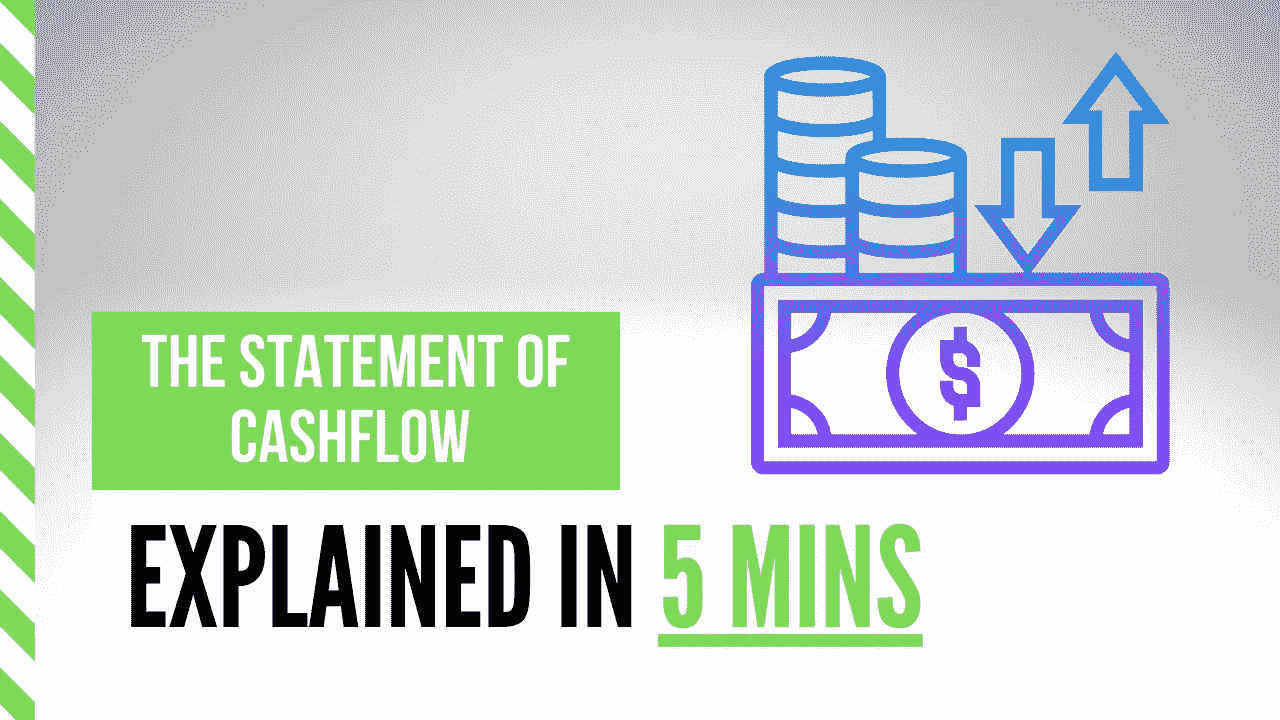 THE STATEMENT OF
CASHFLOW
EXPLAINED IN 5 MINS
$